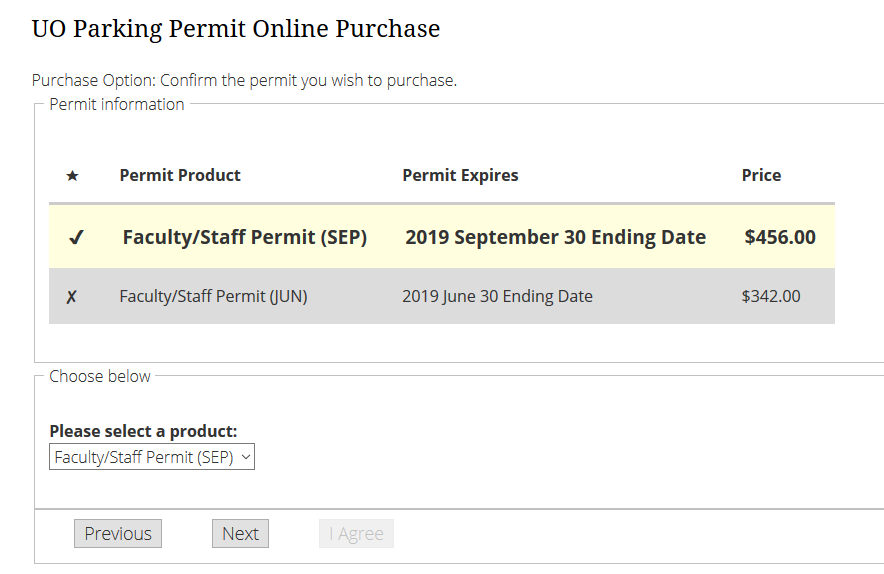 UO Parking Permit Online Purchase
Purchase Option: Confirm the permit you wish to purchase.
Permit information
★ Permit Product Permit Expires Price
✓ Faculty/Staff Permit (SEP) 2019 September 30 Ending Date $456.00
✗ Faculty/Staff Permit (JUN) 2019 June 30 Ending Date $342.00
Choose below
Please select a product:
Faculty/Staff Permit (SEP)
Previous Next I Agree